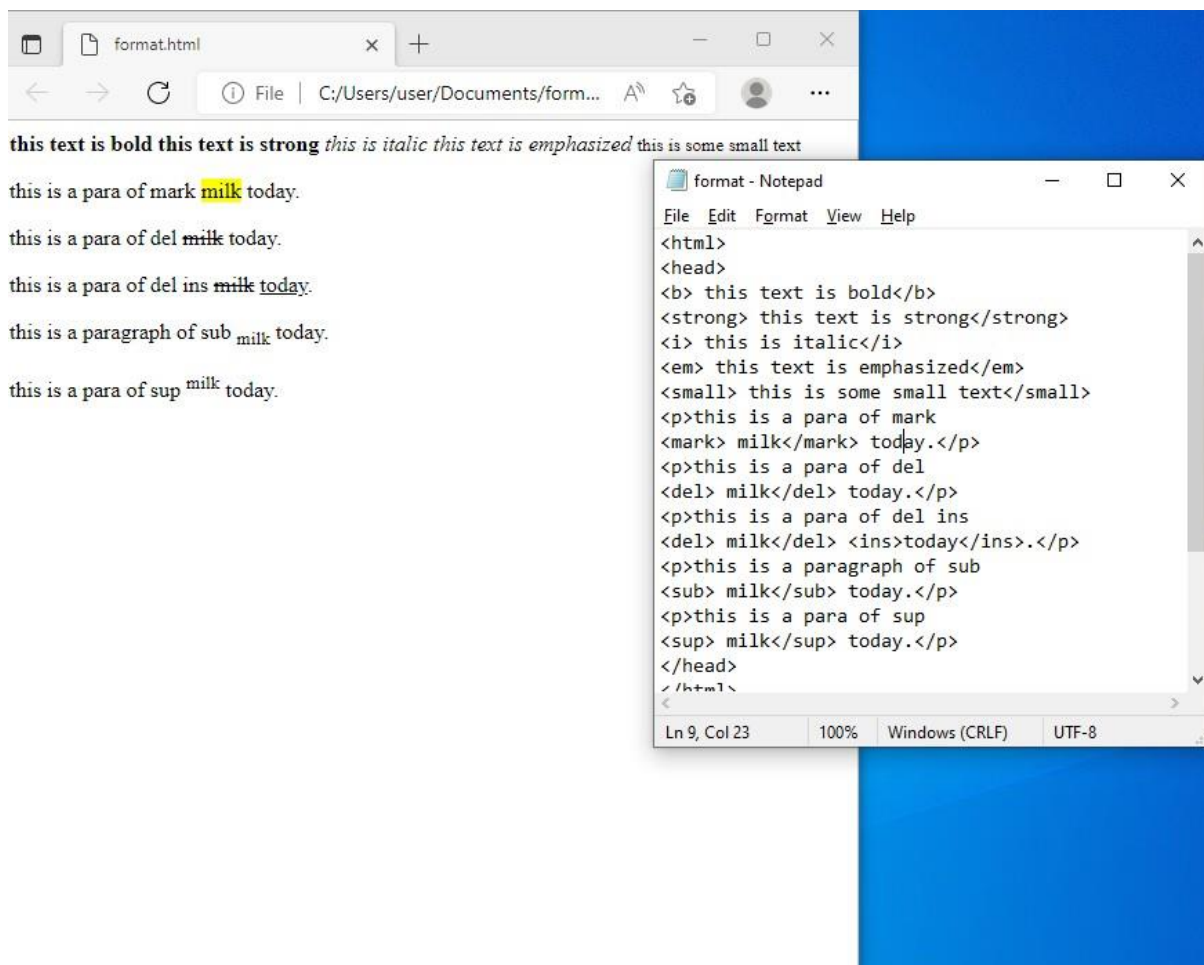 format.html
File
C:/Users/user/Documents/form...
this text is bold this text is strong this is italic this text is emphasized this is some small text
this is a para of mark milk today.
this is a para of del milk today.
this is a para of del ins milk today.
this is a paragraph of sub milk today.
this is a para of sup milk today.
format - Notepad
File Edit Format View Help
<html>
<head>
<b> this text is bold</b>
<strong> this text is strong</strong>
<i> this is italic</i>
<em> this text is emphasized</em>
<small> this is some small text</small>
<p>this is a para of mark
<mark> milk</mark> today.</p>
<p>this is a para of del
<del> milk</del> today.</p>
<p>this is a para of del ins
<del> milk</del> <ins>today</ins>.</p>
<p>this is a paragraph of sub
<sub> milk</sub> today.</p>
<p>this is a para of sup
<sup> milk</sup> today.</p>
</head>
</html>
Ln 9, Col 23 100% Windows (CRLF) UTF-8